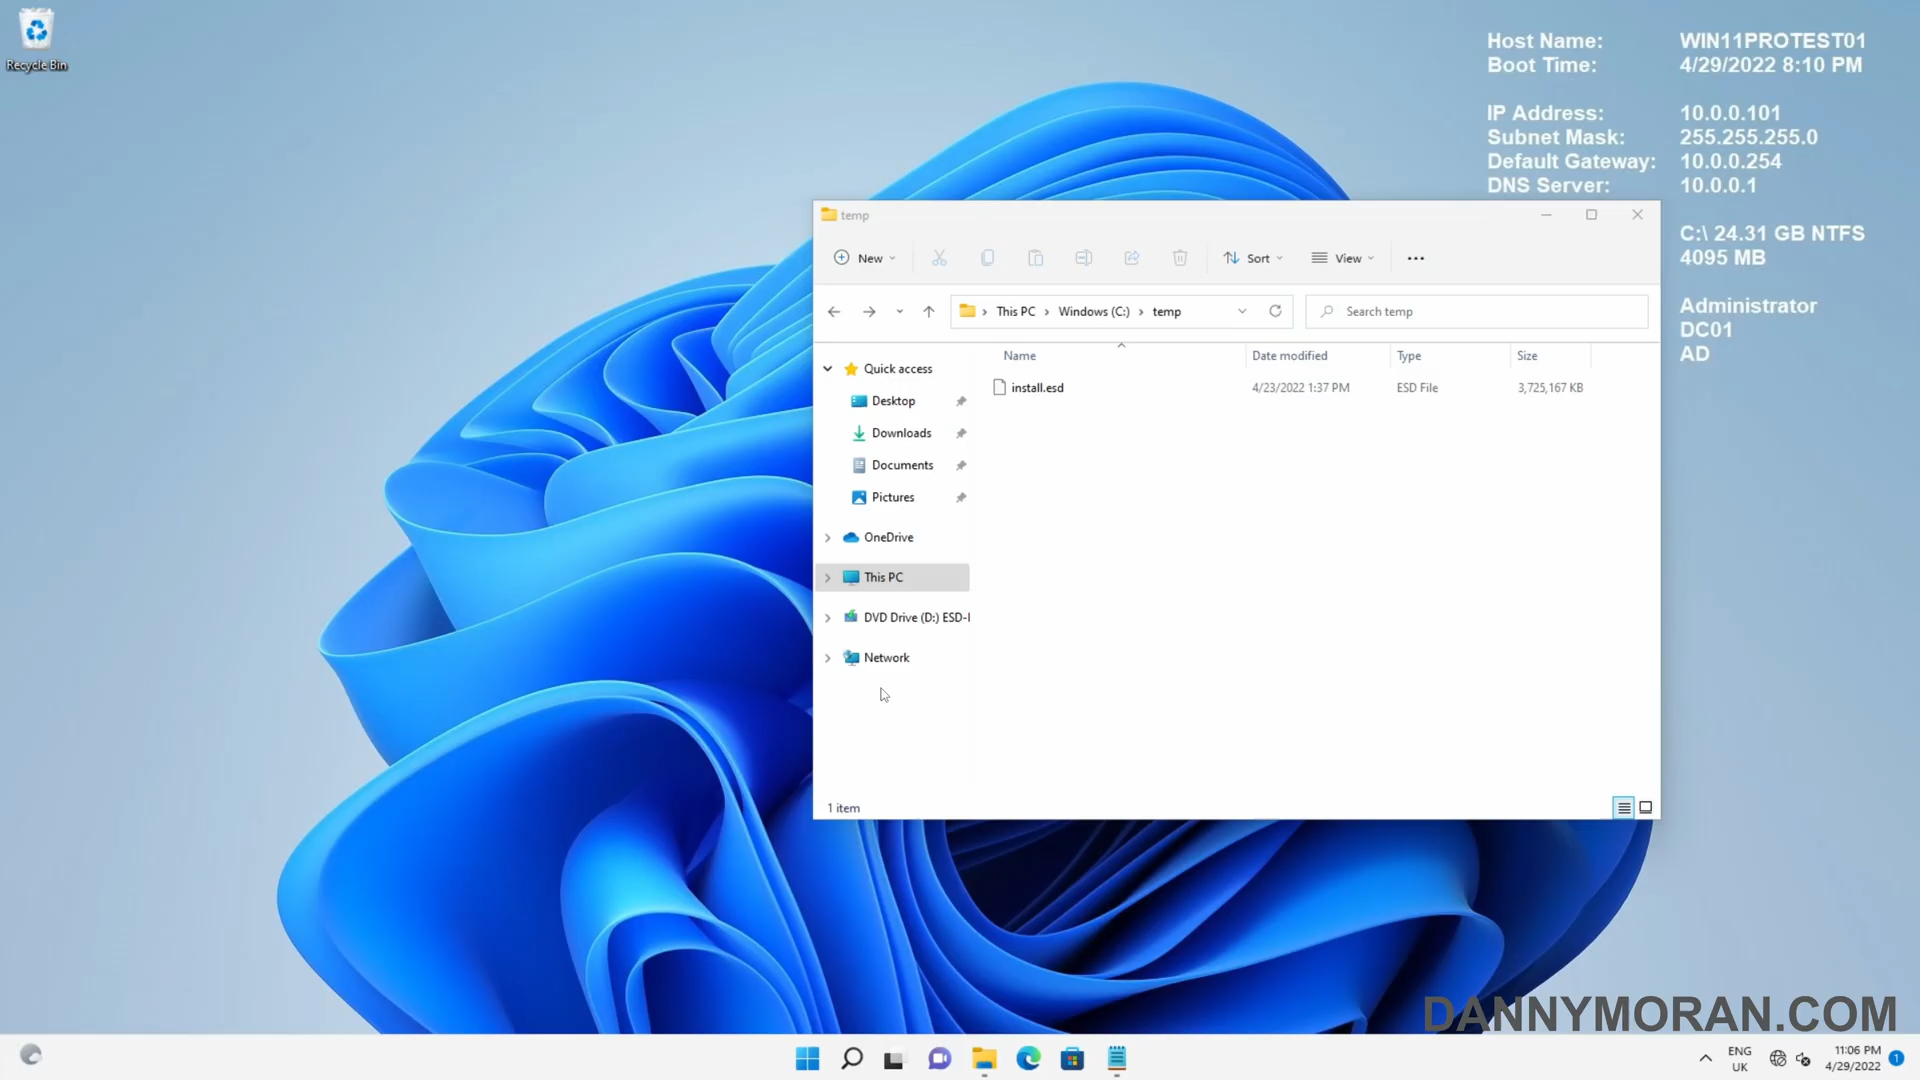 Recycle Bin
Host Name: WIN11PROTEST01
Boot Time: 4/29/2022 8:10 PM
IP Address: 10.0.0.101
Subnet Mask: 255.255.255.0
Default Gateway: 10.0.0.254
DNS Server: 10.0.0.1
C:\ 24.31 GB NTFS
4095 MB
Administrator
DC01
AD
temp
New
Sort
View
This PC
Windows (C:)
temp
Search temp
Name
Date modified
Type
Size
install.esd
4/23/2022 1:37 PM
ESD File
3,725,167 KB
Quick access
Desktop
Downloads
Documents
Pictures
OneDrive
This PC
DVD Drive (D:) ESD-I
Network
1 item
DANNYMORAN.COM
ENG
UK
11:06 PM
4/29/2022
1